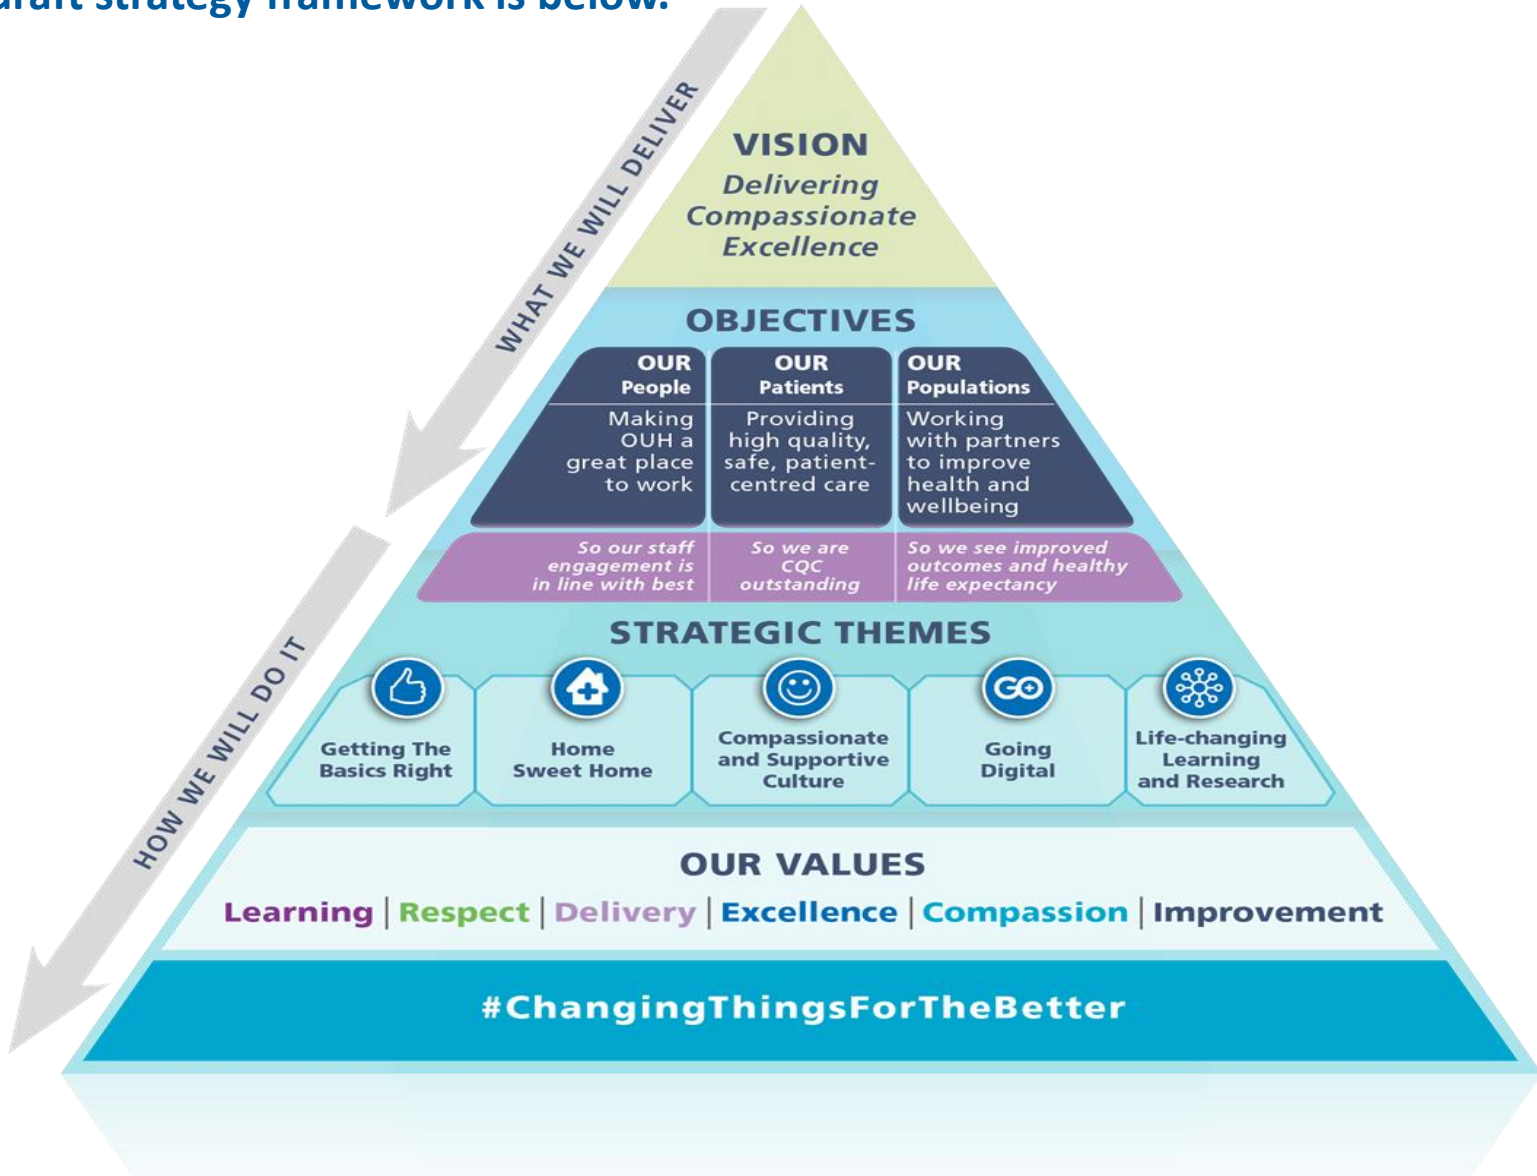 draft strategy framework is below.
WHAT WE WILL DELIVER
VISION
Delivering
Compassionate
Excellence
OBJECTIVES
OUR
People
Making
OUH a
great place
to work
OUR
Patients
Providing
high quality,
safe, patient-
centred care
OUR
Populations
Working
with partners
to improve
health and
wellbeing
So our staff
engagement is
in line with best
So we are
CQC
outstanding
So we see improved
outcomes and healthy
life expectancy
HOW WE WILL DO IT
STRATEGIC THEMES
Getting The
Basics Right
Home
Sweet Home
Compassionate
and Supportive
Culture
GO
Going
Digital
Life-changing
Learning
and Research
OUR VALUES
Learning | Respect | Delivery | Excellence | Compassion | Improvement
#ChangingThingsForTheBetter